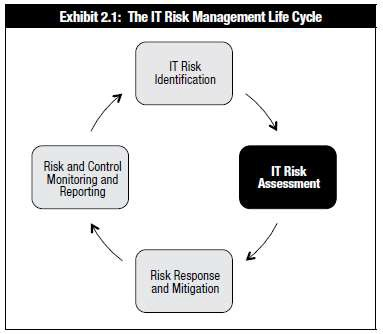 Exhibit 2.1: The IT Risk Management Life Cycle
IT Risk
Identification
IT Risk
Assessment
Risk Response
and Mitigation
Risk and Control
Monitoring and
Reporting